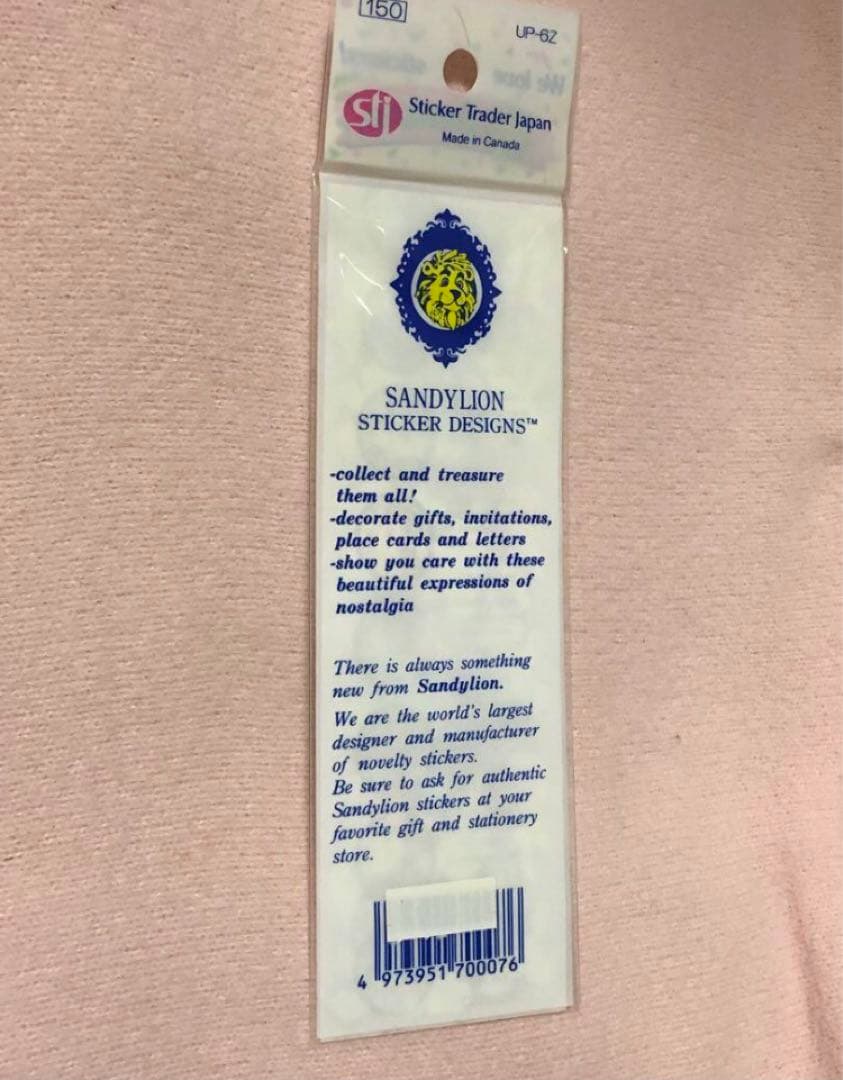 150
UP-6Z
We love stickers!
stj Sticker Trader Japan
Made in Canada
SANDYLION
STICKER DESIGNS™
-collect and treasure
them all!
-decorate gifts, invitations,
place cards and letters
-show you care with these
beautiful expressions of
nostalgia
There is always something
new from Sandylion.
We are the world's largest
designer and manufacturer
of novelty stickers.
Be sure to ask for authentic
Sandylion stickers at your
favorite gift and stationery
store.
4 973951 700076